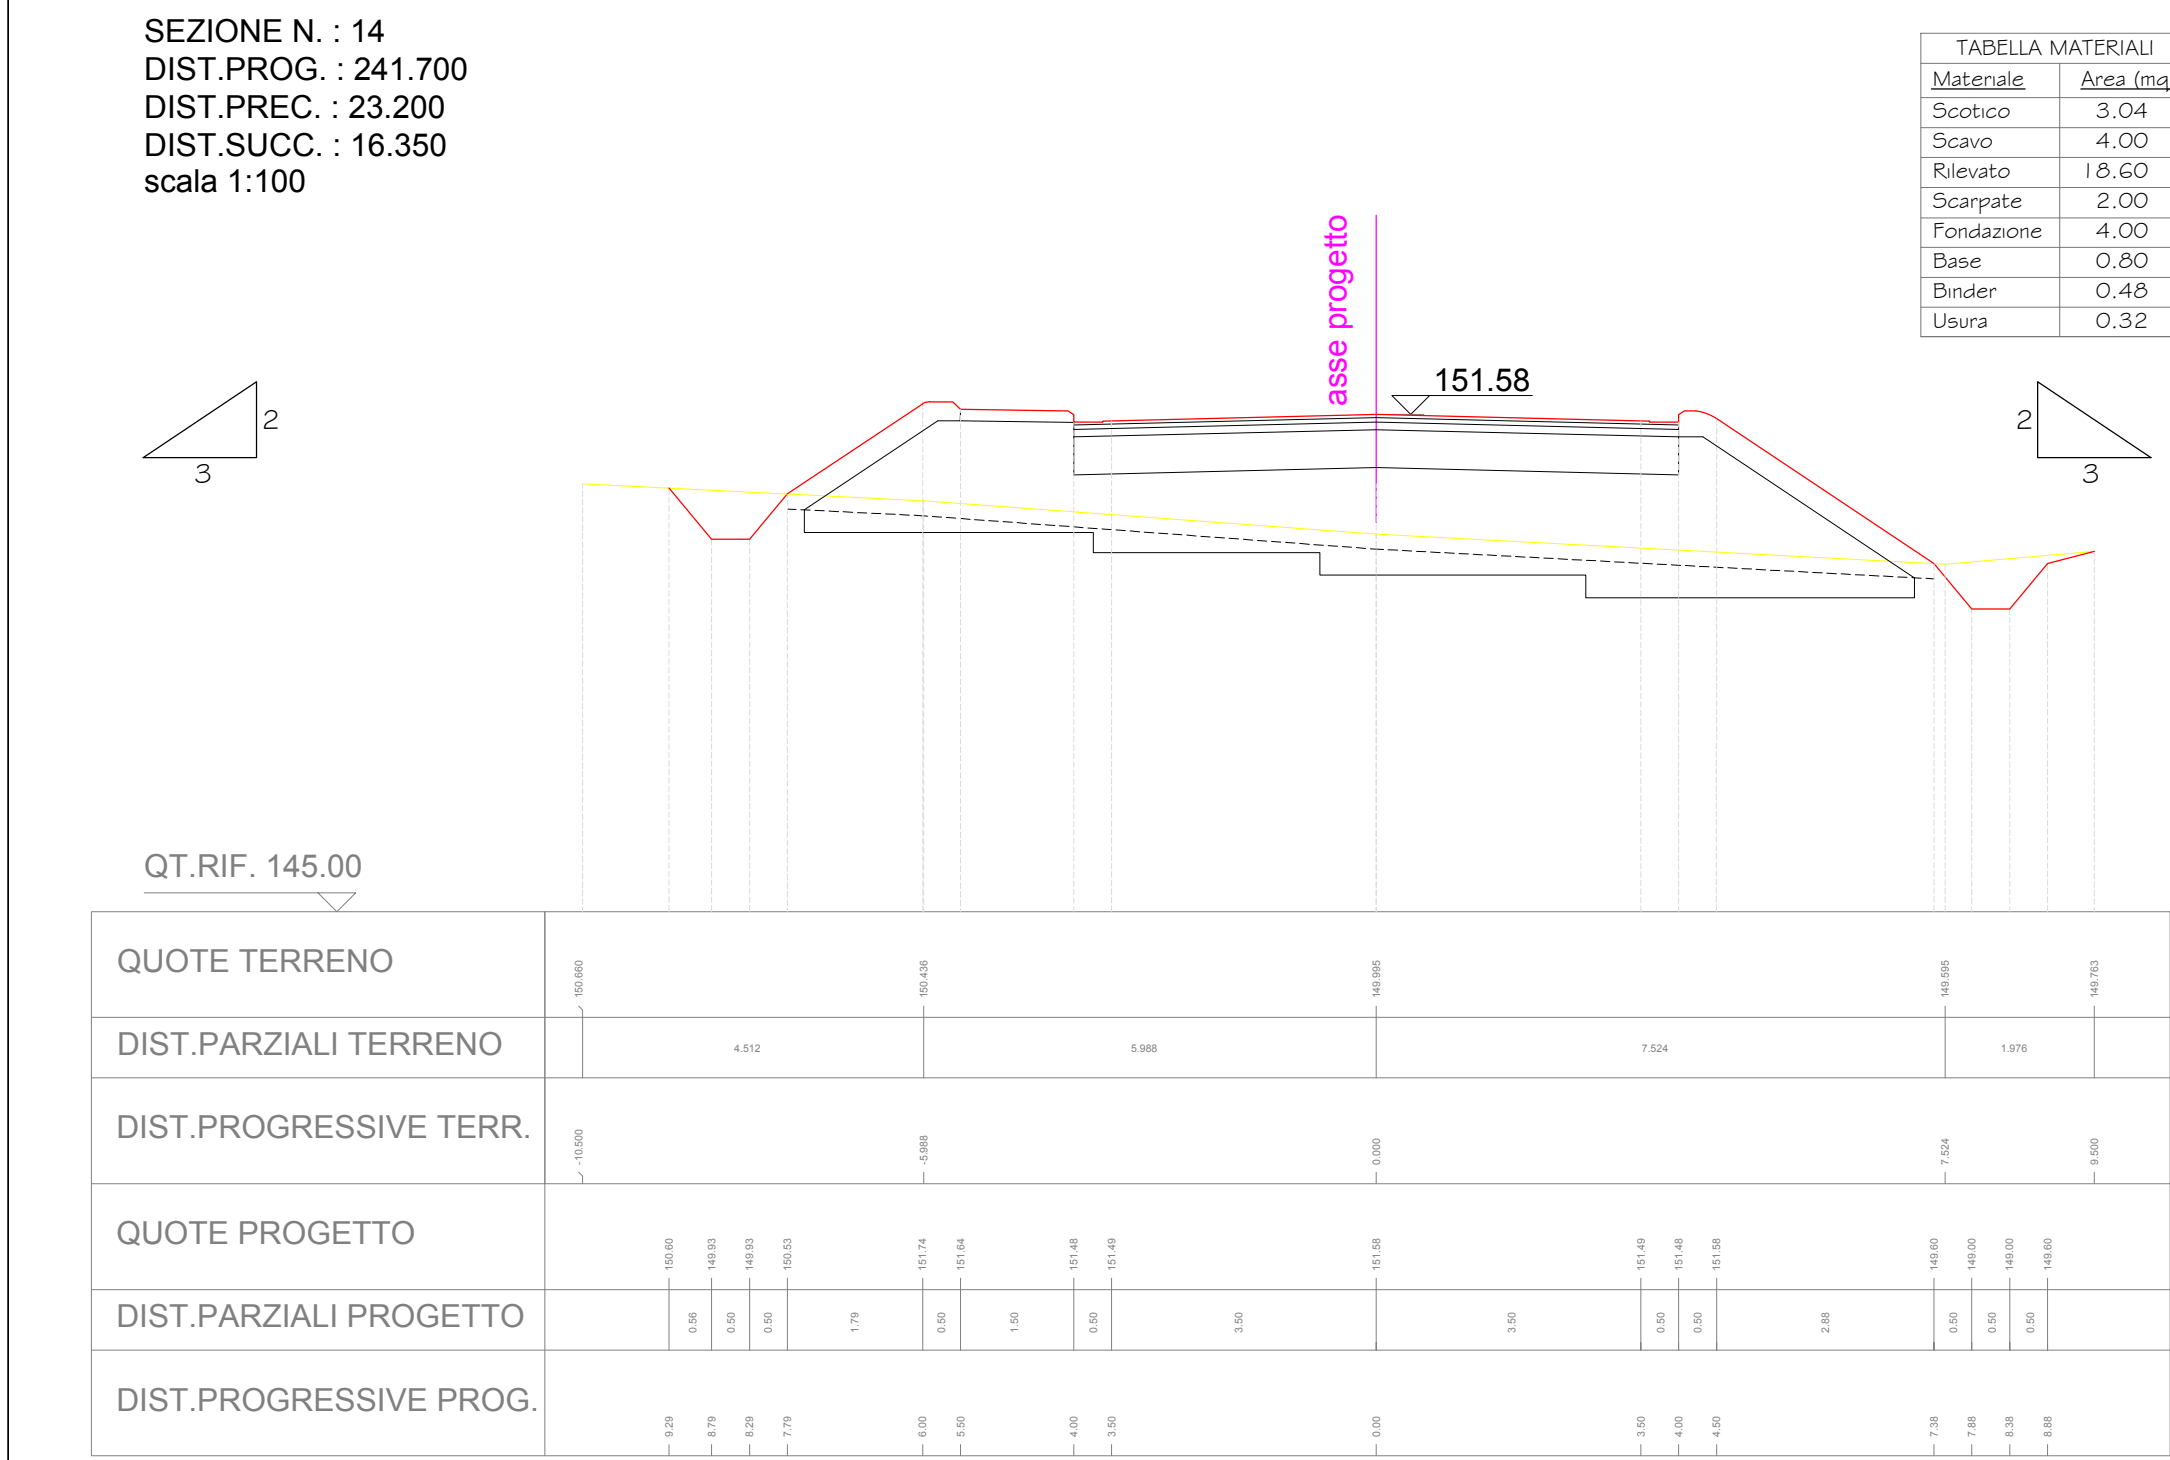 SEZIONE N. : 14
DIST.PROG. : 241.700
DIST.PREC. : 23.200
DIST.SUCC. : 16.350
scala 1:100
TABELLA MATERIALI
Materiale Area (mq
Scotico 3.04
Scavo 4.00
Rilevato 18.60
Scarpate 2.00
Fondazione 4.00
Base 0.80
Binder 0.48
Usura 0.32
asse progetto
151.58
2
3
2
3
QT.RIF. 145.00
QUOTE TERRENO 150.660 150.436 149.995 149.595 149.763
DIST.PARZIALI TERRENO 4.512 5.988 7.524 1.976
DIST.PROGRESSIVE TERR. -10.500 -5.988 0.000 7.524 9.500
QUOTE PROGETTO 150.60 149.93 149.93 150.53 151.74 151.64 151.48 151.49 151.58 151.49 151.48 151.58 149.60 149.00 149.00 149.60
DIST.PARZIALI PROGETTO 0.56 0.50 0.50 1.79 0.50 1.50 0.50 3.50 3.50 0.50 0.50 2.88 0.50 0.50 0.50
DIST.PROGRESSIVE PROG. 9.29 8.79 8.29 7.79 6.00 5.50 4.00 3.50 0.00 3.50 4.00 4.50 7.38 7.88 8.38 8.88